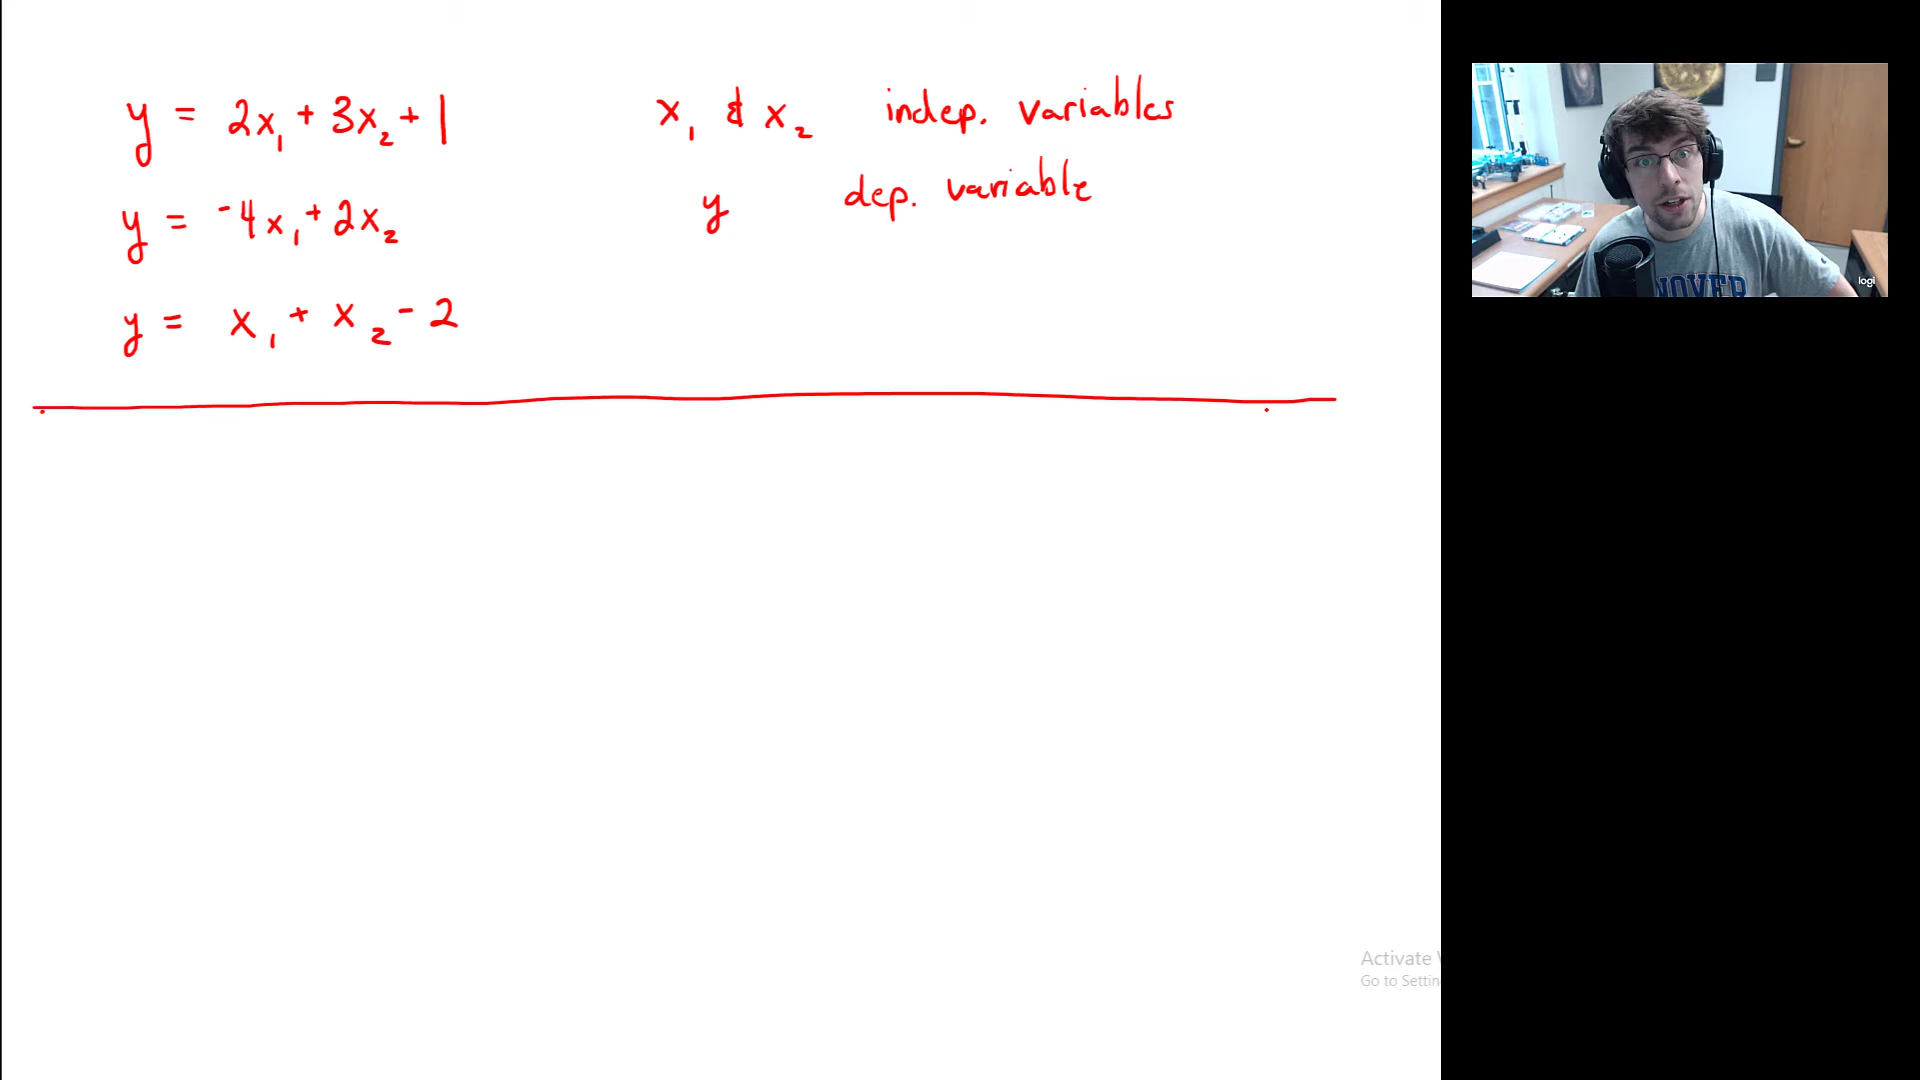 y = 2x₁ + 3x₂ + 1
y = -4x₁ + 2x₂
y = x₁ + x₂ - 2
x₁ & x₂ indep. variables
y dep. variable
logi
Activate
Go to Settin